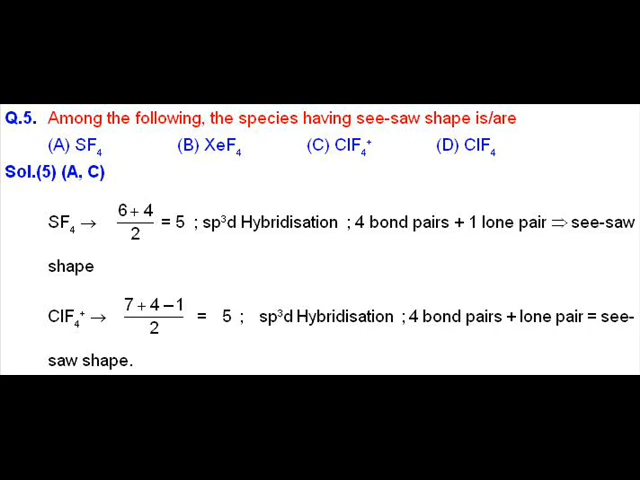 Q.5. Among the following, the species having see-saw shape is/are
(A) SF₄ (B) XeF₄ (C) ClF₄⁺ (D) ClF₄
Sol.(5) (A, C)
SF₄ → (6 + 4)/2 = 5 ; sp³d Hybridisation ; 4 bond pairs + 1 lone pair ⇒ see-saw
shape
ClF₄⁺ → (7 + 4 − 1)/2 = 5 ; sp³d Hybridisation ; 4 bond pairs + lone pair = see-
saw shape.